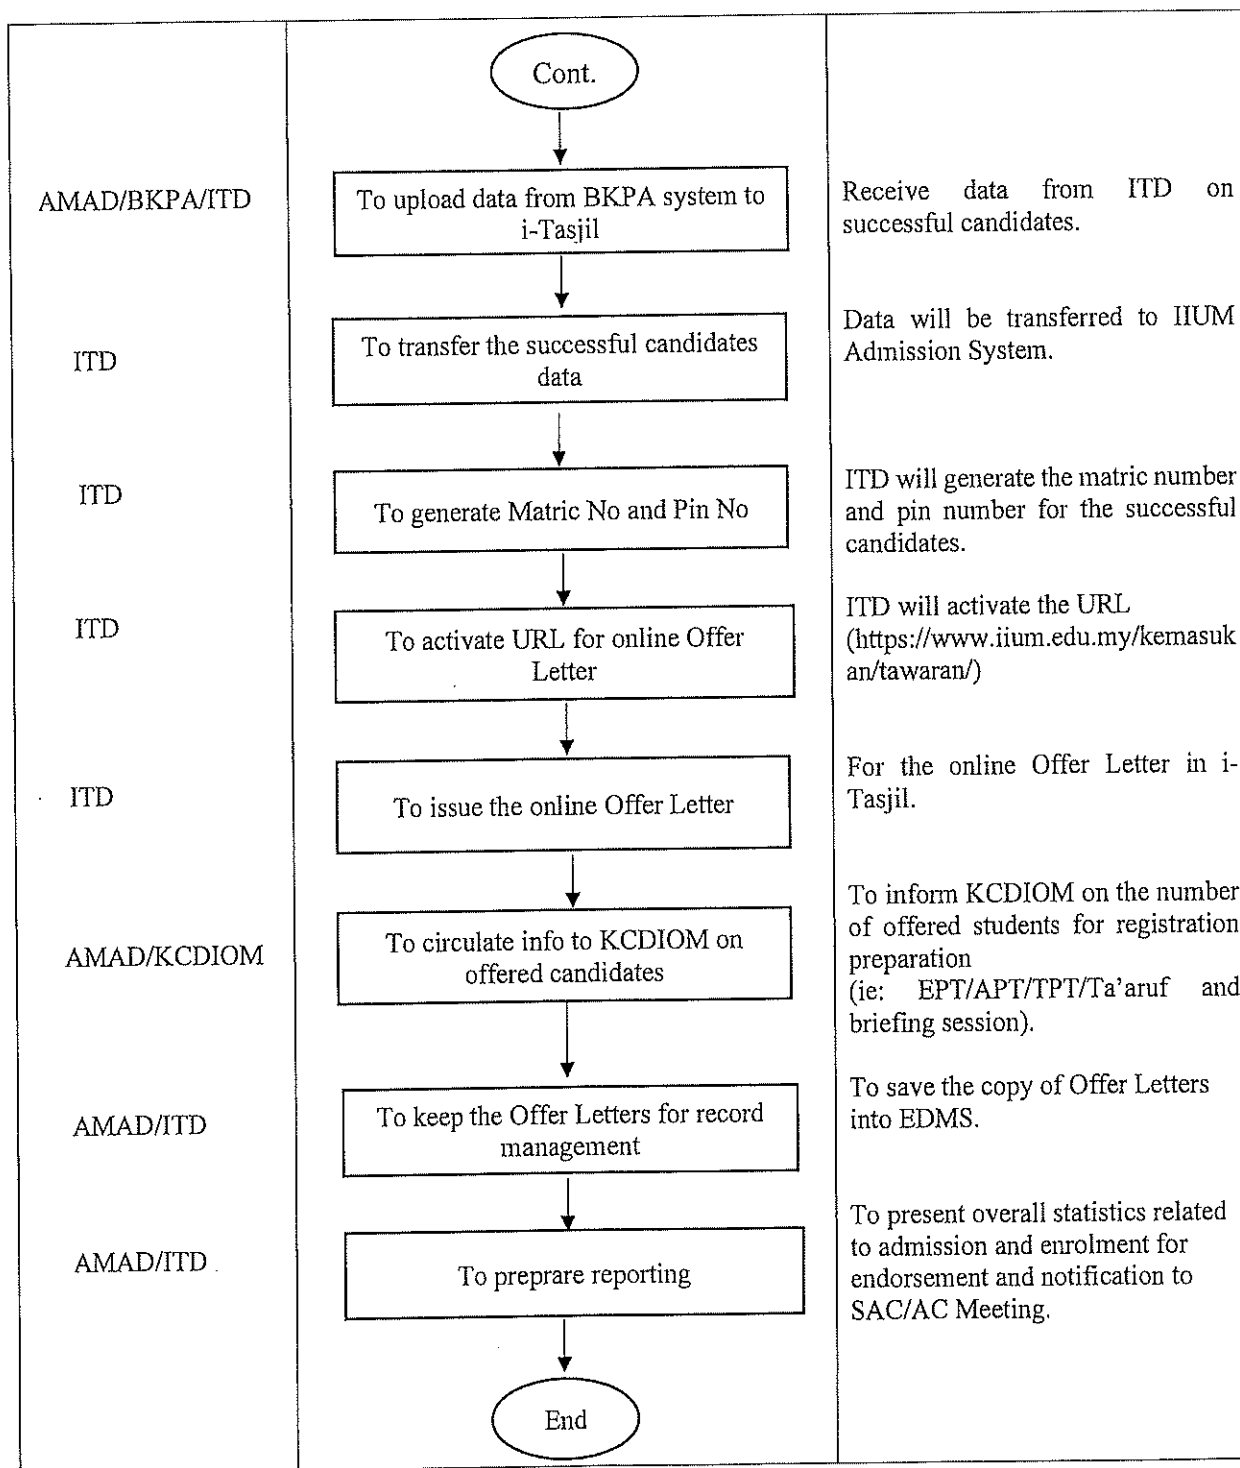 Cont.
AMAD/BKPA/ITD
To upload data from BKPA system to
i-Tasjil
Receive data from ITD on
successful candidates.
ITD
To transfer the successful candidates
data
Data will be transferred to IIUM
Admission System.
ITD
To generate Matric No and Pin No
ITD will generate the matric number
and pin number for the successful
candidates.
ITD
To activate URL for online Offer
Letter
ITD will activate the URL
(https://www.iium.edu.my/kemasuk
an/tawaran/)
ITD
To issue the online Offer Letter
For the online Offer Letter in i-
Tasjil.
AMAD/KCDIOM
To circulate info to KCDIOM on
offered candidates
To inform KCDIOM on the number
of offered students for registration
preparation
(ie: EPT/APT/TPT/Ta’aruf and
briefing session).
AMAD/ITD
To keep the Offer Letters for record
management
To save the copy of Offer Letters
into EDMS.
AMAD/ITD
To preprare reporting
To present overall statistics related
to admission and enrolment for
endorsement and notification to
SAC/AC Meeting.
End